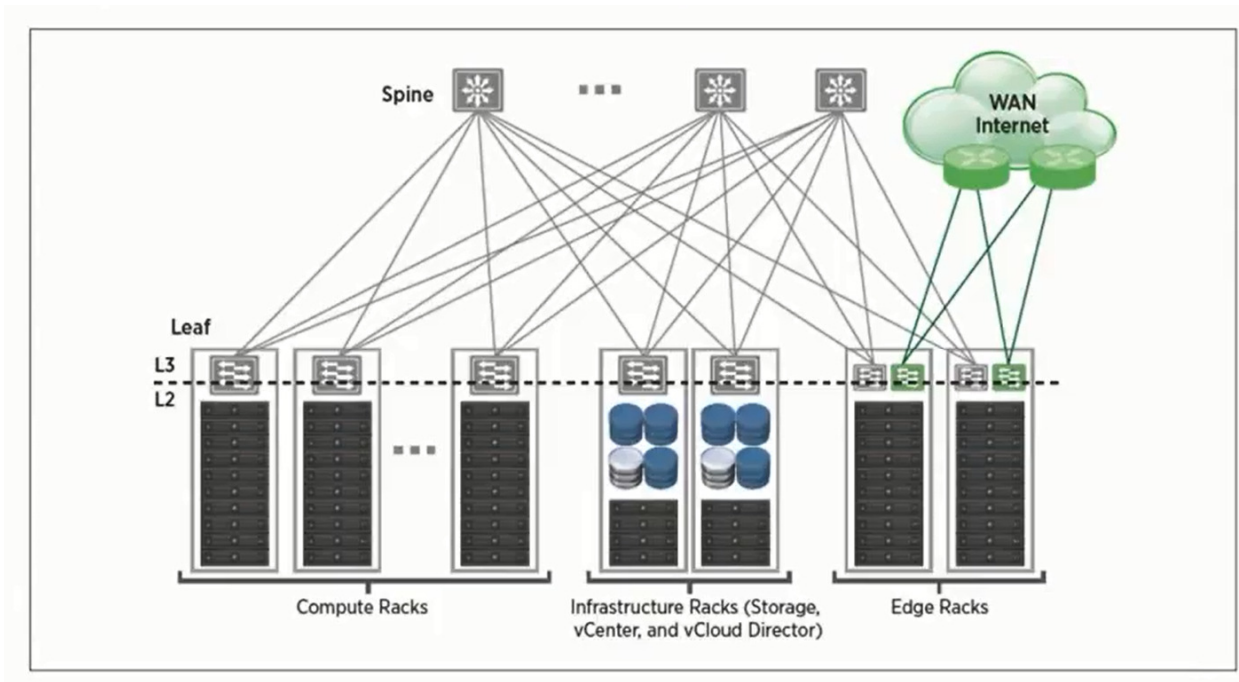 Spine
WAN
Internet
Leaf
L3
L2
Compute Racks
Infrastructure Racks (Storage,
vCenter, and vCloud Director)
Edge Racks